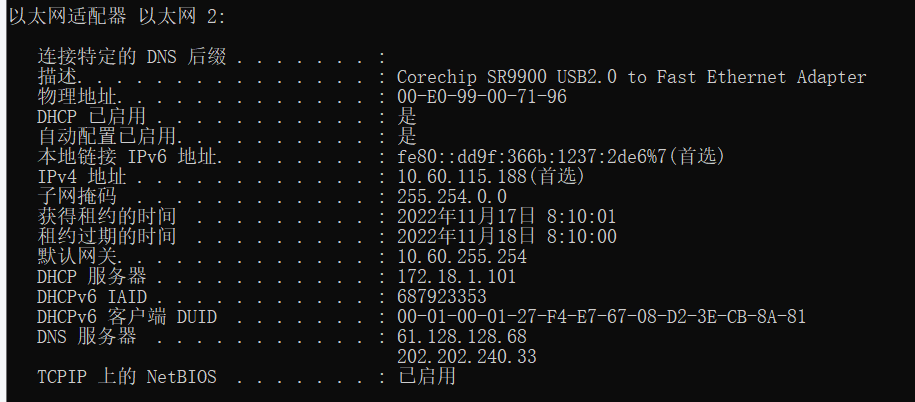 以太网适配器 以太网 2:
连接特定的 DNS 后缀 . . . . . . . :
描述. . . . . . . . . . . . . . . : Corechip SR9900 USB2.0 to Fast Ethernet Adapter
物理地址. . . . . . . . . . . . . : 00-E0-99-00-71-96
DHCP 已启用 . . . . . . . . . . . : 是
自动配置已启用. . . . . . . . . . : 是
本地链接 IPv6 地址. . . . . . . . : fe80::dd9f:366b:1237:2de6%7(首选)
IPv4 地址 . . . . . . . . . . . . : 10.60.115.188(首选)
子网掩码 . . . . . . . . . . . . : 255.254.0.0
获得租约的时间 . . . . . . . . . : 2022年11月17日 8:10:01
租约过期的时间 . . . . . . . . . : 2022年11月18日 8:10:00
默认网关. . . . . . . . . . . . . : 10.60.255.254
DHCP 服务器 . . . . . . . . . . . : 172.18.1.101
DHCPv6 IAID . . . . . . . . . . . : 687923353
DHCPv6 客户端 DUID . . . . . . . : 00-01-00-01-27-F4-E7-67-08-D2-3E-CB-8A-81
DNS 服务器 . . . . . . . . . . . : 61.128.128.68
202.202.240.33
TCPIP 上的 NetBIOS . . . . . . . : 已启用